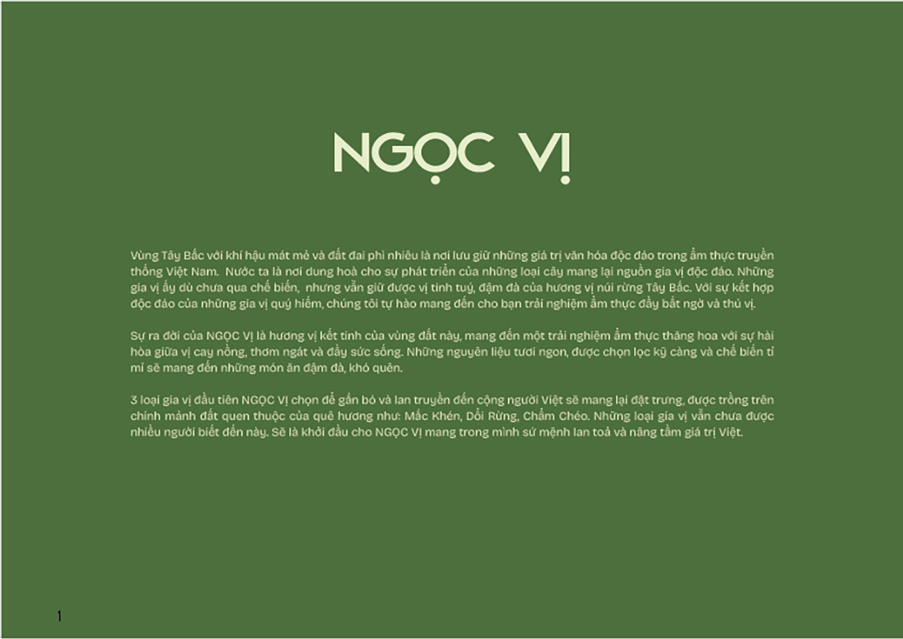 NGỌC VỊ
Vùng Tây Bắc với khí hậu mát mẻ và đất đai phì nhiêu là nơi lưu giữ những giá trị văn hóa độc đáo trong ẩm thực truyền
thống Việt Nam. Nước ta là nơi dung hoà cho sự phát triển của những loại cây mang lại nguồn gia vị độc đáo. Những
gia vị ấy dù chưa qua chế biến, nhưng vẫn giữ được vị tinh tuý, đậm đà của hương vị núi rừng Tây Bắc. Với sự kết hợp
độc đáo của những gia vị quý hiếm, chúng tôi tự hào mang đến cho bạn trải nghiệm ẩm thực đầy bất ngờ và thú vị.
Sự ra đời của NGỌC VỊ là hương vị kết tinh của vùng đất này, mang đến một trải nghiệm ẩm thực thăng hoa với sự hài
hòa giữa vị cay nồng, thơm ngát và đầy sức sống. Những nguyên liệu tươi ngon, được chọn lọc kỹ càng và chế biến tỉ
mỉ sẽ mang đến những món ăn đậm đà, khó quên.
3 loại gia vị đầu tiên NGỌC VỊ chọn để gắn bó và lan truyền đến cộng người Việt sẽ mang lại đặt trưng, được trồng trên
chính mảnh đất quen thuộc của quê hương như: Mắc Khén, Dổi Rừng, Chẩm Chéo. Những loại gia vị vẫn chưa được
nhiều người biết đến này. Sẽ là khởi đầu cho NGỌC VỊ mang trong mình sứ mệnh lan toả và nâng tầm giá trị Việt.
1